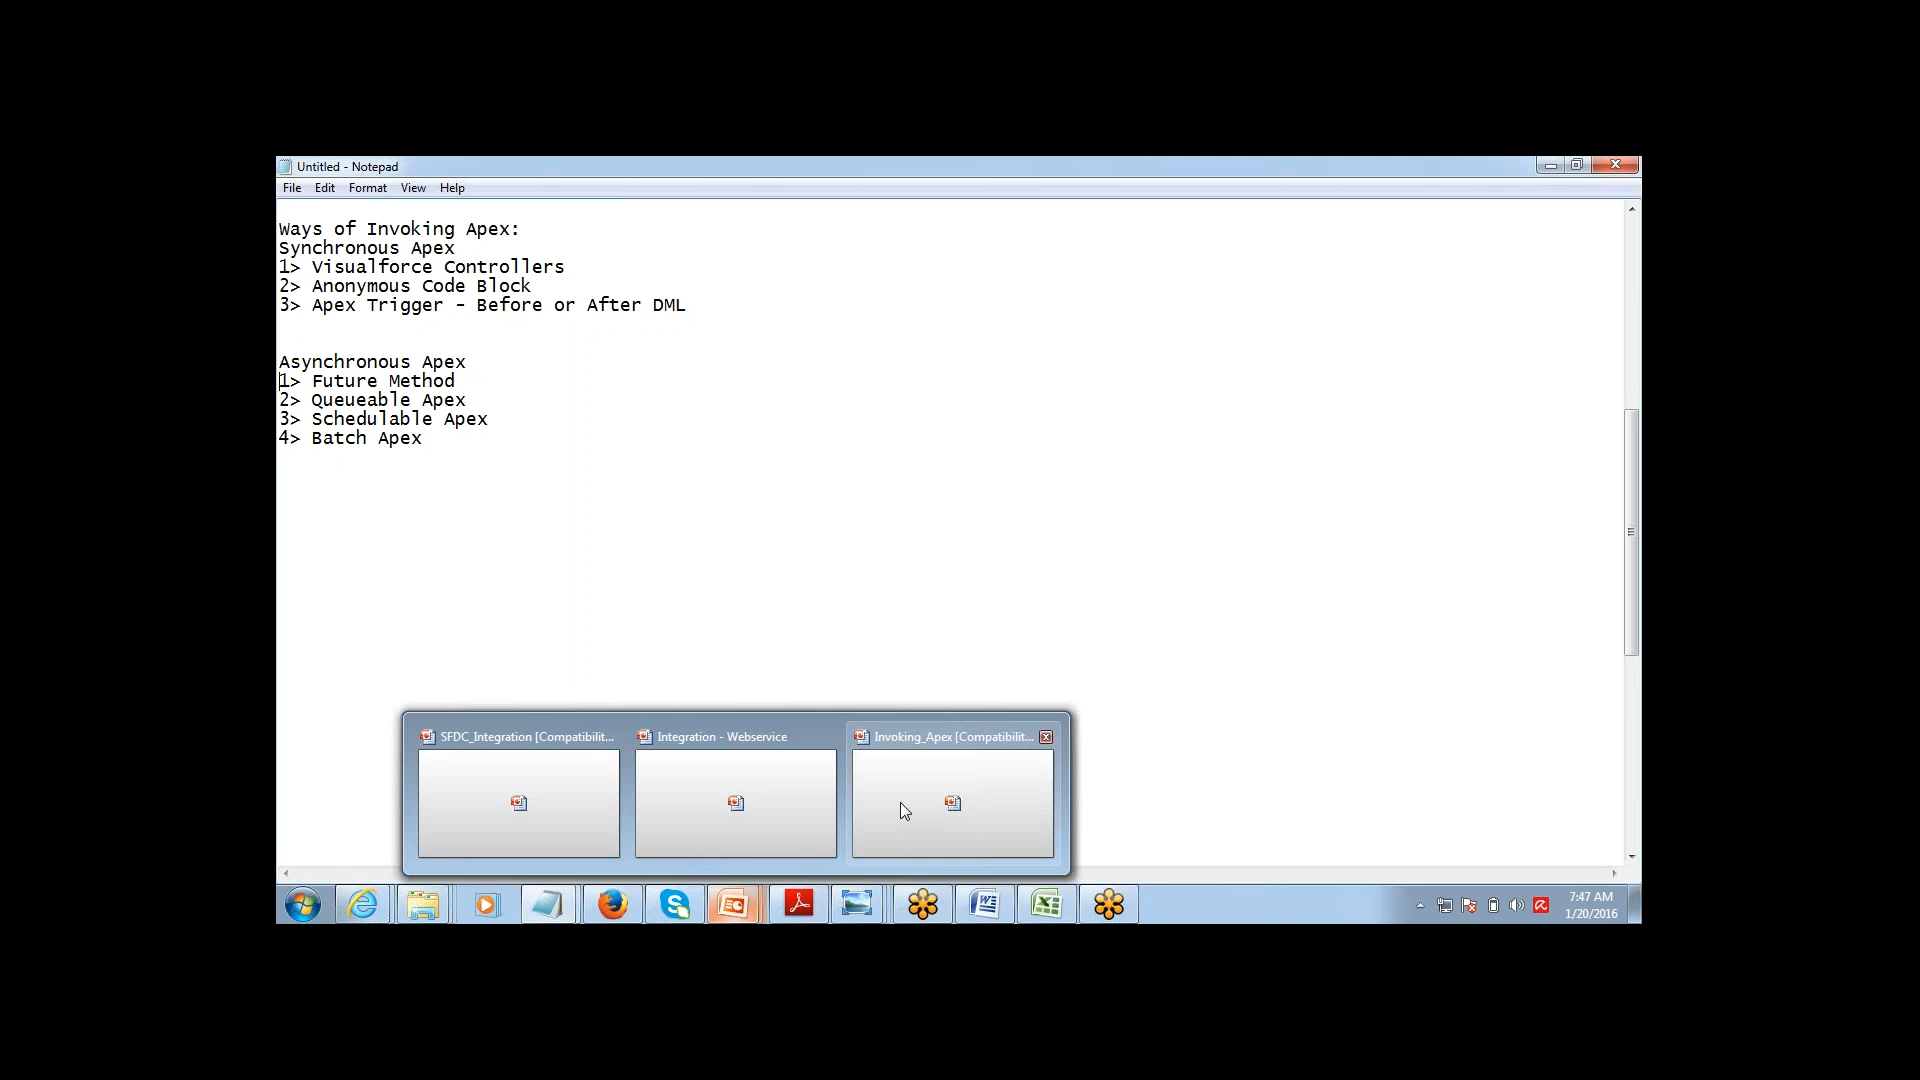 Untitled - Notepad
File Edit Format View Help
Ways of Invoking Apex:
Synchronous Apex
1> Visualforce Controllers
2> Anonymous Code Block
3> Apex Trigger - Before or After DML
Asynchronous Apex
1> Future Method
2> Queueable Apex
3> Schedulable Apex
4> Batch Apex
SFDC_Integration [Compatibilit... Integration - Webservice Invoking_Apex [Compatibilit...
7:47 AM
1/20/2016